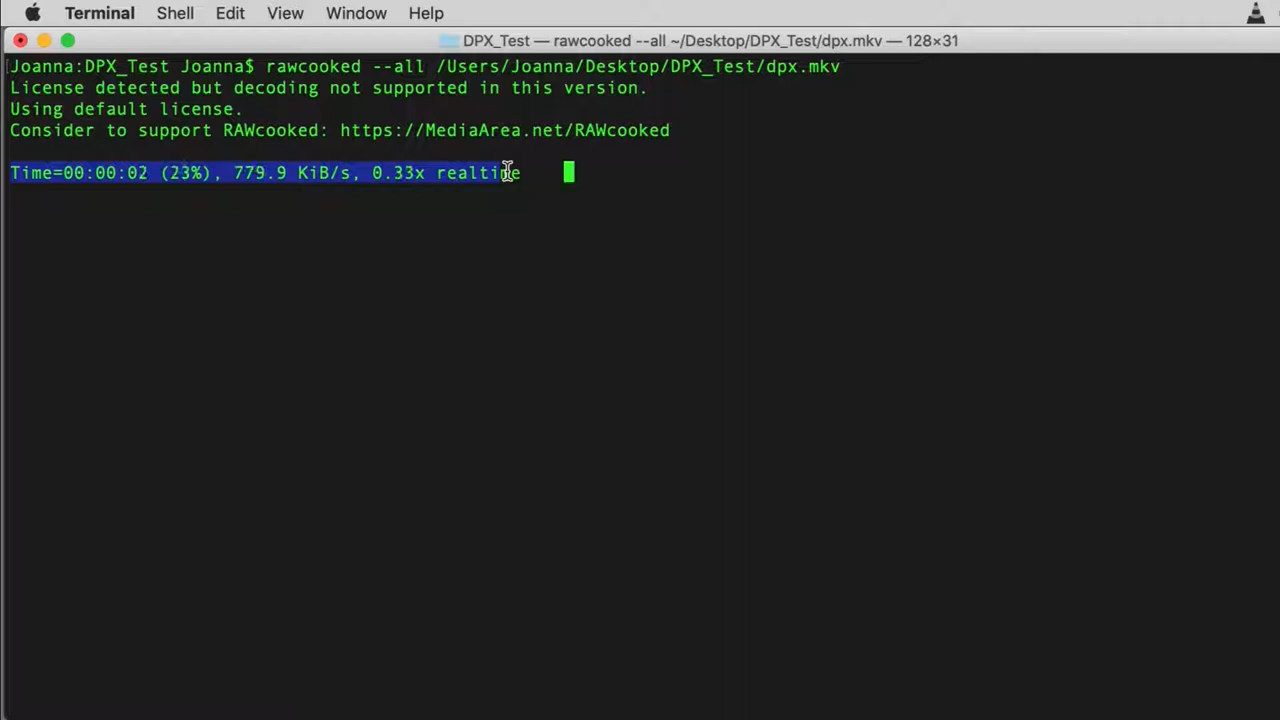 Terminal Shell Edit View Window Help
DPX_Test — rawcooked --all ~/Desktop/DPX_Test/dpx.mkv — 128×31
Joanna:DPX_Test Joanna$ rawcooked --all /Users/Joanna/Desktop/DPX_Test/dpx.mkv
License detected but decoding not supported in this version.
Using default license.
Consider to support RAWcooked: https://MediaArea.net/RAWcooked
Time=00:00:02 (23%), 779.9 KiB/s, 0.33x realtime